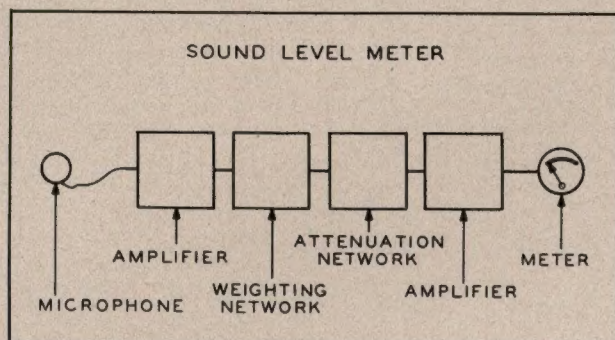 SOUND LEVEL METER
AMPLIFIER
ATTENUATION
NETWORK
METER
MICROPHONE
WEIGHTING
NETWORK
AMPLIFIER